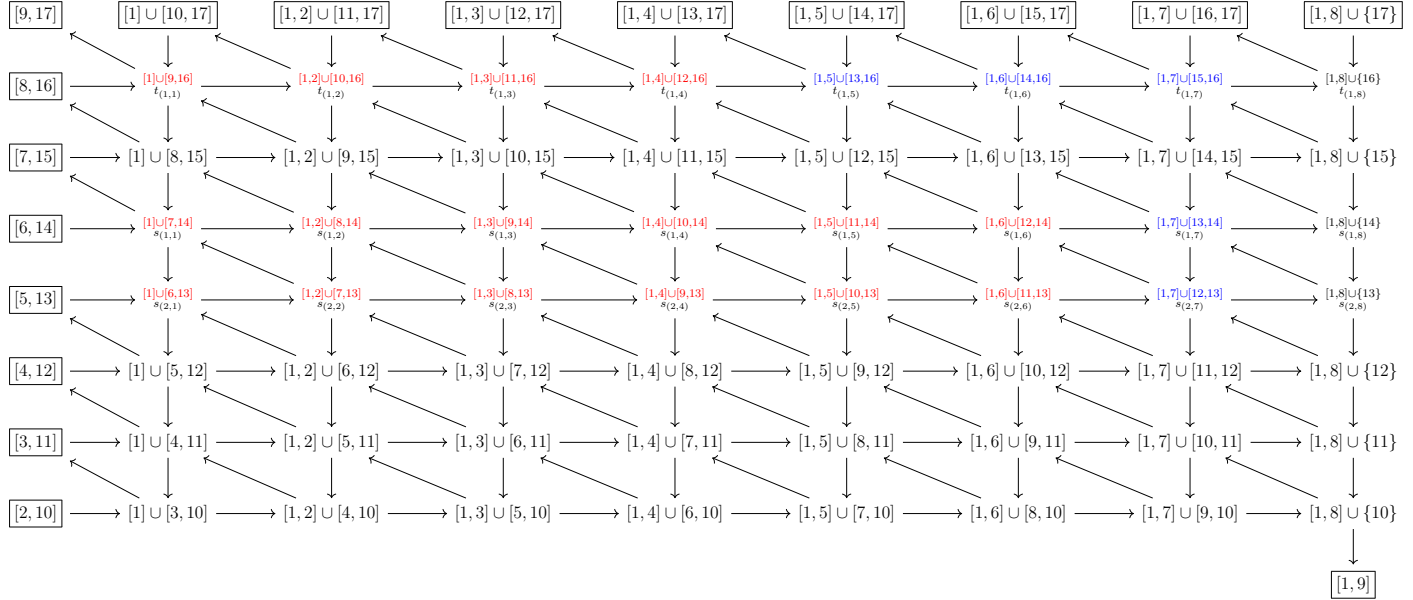 [9, 17] [1] ∪ [10, 17] [1, 2] ∪ [11, 17] [1, 3] ∪ [12, 17] [1, 4] ∪ [13, 17] [1, 5] ∪ [14, 17] [1, 6] ∪ [15, 17] [1, 7] ∪ [16, 17] [1, 8] ∪ {17}
[8, 16] [1]∪[9,16] [1,2]∪[10,16] [1,3]∪[11,16] [1,4]∪[12,16] [1,5]∪[13,16] [1,6]∪[14,16] [1,7]∪[15,16] [1,8]∪{16}
t(1,1) t(1,2) t(1,3) t(1,4) t(1,5) t(1,6) t(1,7) t(1,8)
[7, 15] [1] ∪ [8, 15] [1, 2] ∪ [9, 15] [1, 3] ∪ [10, 15] [1, 4] ∪ [11, 15] [1, 5] ∪ [12, 15] [1, 6] ∪ [13, 15] [1, 7] ∪ [14, 15] [1, 8] ∪ {15}
[6, 14] [1]∪[7,14] [1,2]∪[8,14] [1,3]∪[9,14] [1,4]∪[10,14] [1,5]∪[11,14] [1,6]∪[12,14] [1,7]∪[13,14] [1,8]∪{14}
s(1,1) s(1,2) s(1,3) s(1,4) s(1,5) s(1,6) s(1,7) s(1,8)
[5, 13] [1]∪[6,13] [1,2]∪[7,13] [1,3]∪[8,13] [1,4]∪[9,13] [1,5]∪[10,13] [1,6]∪[11,13] [1,7]∪[12,13] [1,8]∪{13}
s(2,1) s(2,2) s(2,3) s(2,4) s(2,5) s(2,6) s(2,7) s(2,8)
[4, 12] [1] ∪ [5, 12] [1, 2] ∪ [6, 12] [1, 3] ∪ [7, 12] [1, 4] ∪ [8, 12] [1, 5] ∪ [9, 12] [1, 6] ∪ [10, 12] [1, 7] ∪ [11, 12] [1, 8] ∪ {12}
[3, 11] [1] ∪ [4, 11] [1, 2] ∪ [5, 11] [1, 3] ∪ [6, 11] [1, 4] ∪ [7, 11] [1, 5] ∪ [8, 11] [1, 6] ∪ [9, 11] [1, 7] ∪ [10, 11] [1, 8] ∪ {11}
[2, 10] [1] ∪ [3, 10] [1, 2] ∪ [4, 10] [1, 3] ∪ [5, 10] [1, 4] ∪ [6, 10] [1, 5] ∪ [7, 10] [1, 6] ∪ [8, 10] [1, 7] ∪ [9, 10] [1, 8] ∪ {10}
[1, 9]